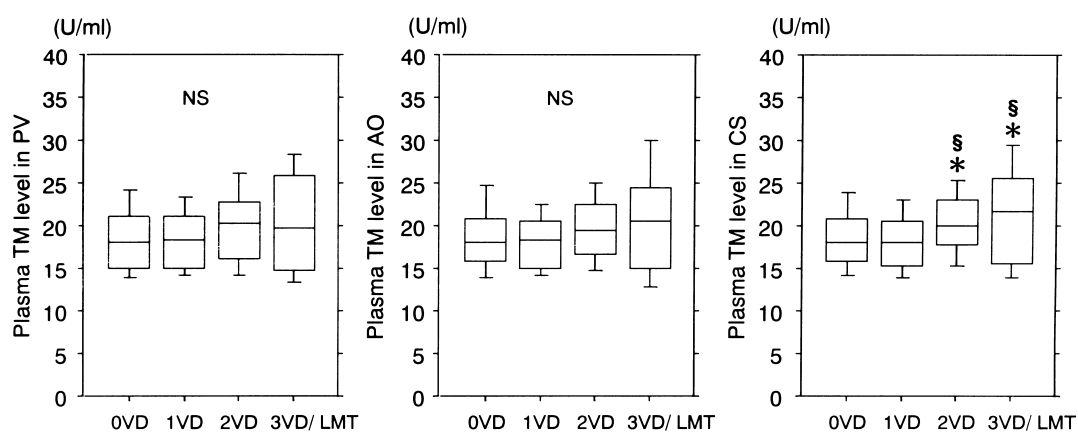 (U/ml)
Plasma TM level in PV
40
35
30
25
20
15
10
5
0
NS
0VD 1VD 2VD 3VD/ LMT
(U/ml)
Plasma TM level in AO
40
35
30
25
20
15
10
5
0
NS
0VD 1VD 2VD 3VD/ LMT
(U/ml)
Plasma TM level in CS
40
35
30
25
20
15
10
5
0
§
*
§
*
0VD 1VD 2VD 3VD/ LMT